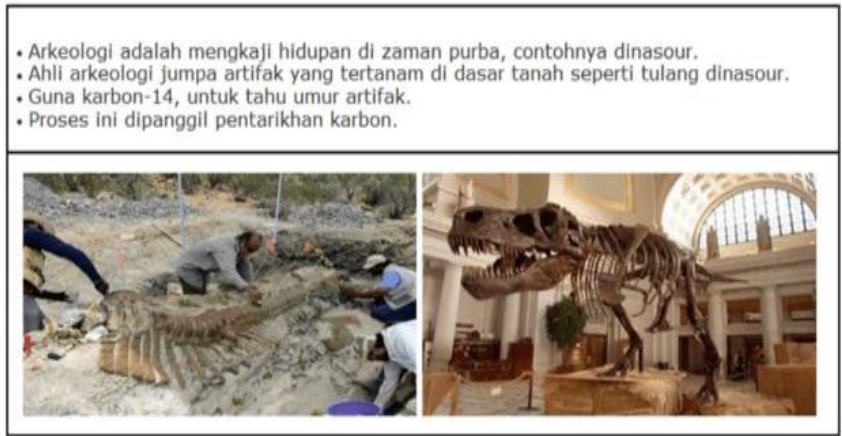 • Arkeologi adalah mengkaji hidupan di zaman purba, contohnya dinasour.
• Ahli arkeologi jumpa artifak yang tertanam di dasar tanah seperti tulang dinasour.
• Guna karbon-14, untuk tahu umur artifak.
• Proses ini dipanggil pentarikhan karbon.